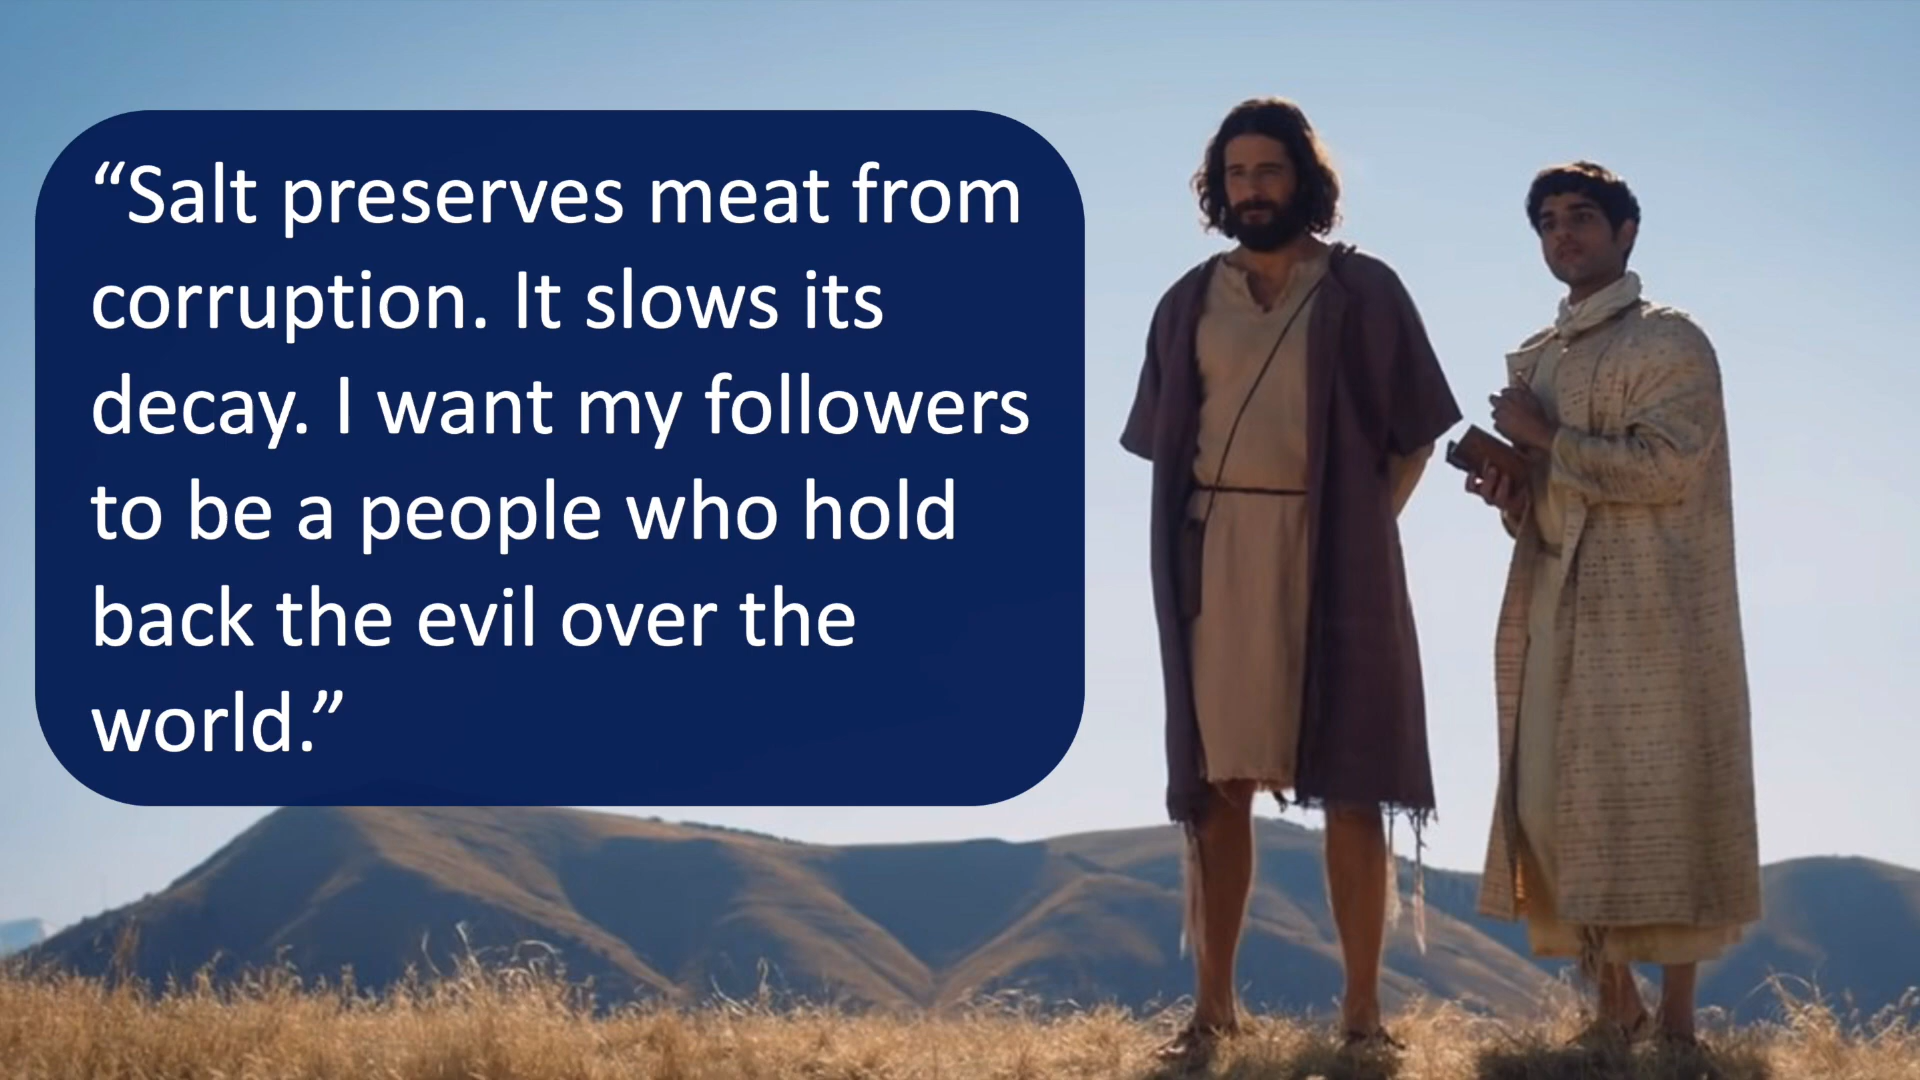 “Salt preserves meat from
corruption. It slows its
decay. I want my followers
to be a people who hold
back the evil over the
world.”